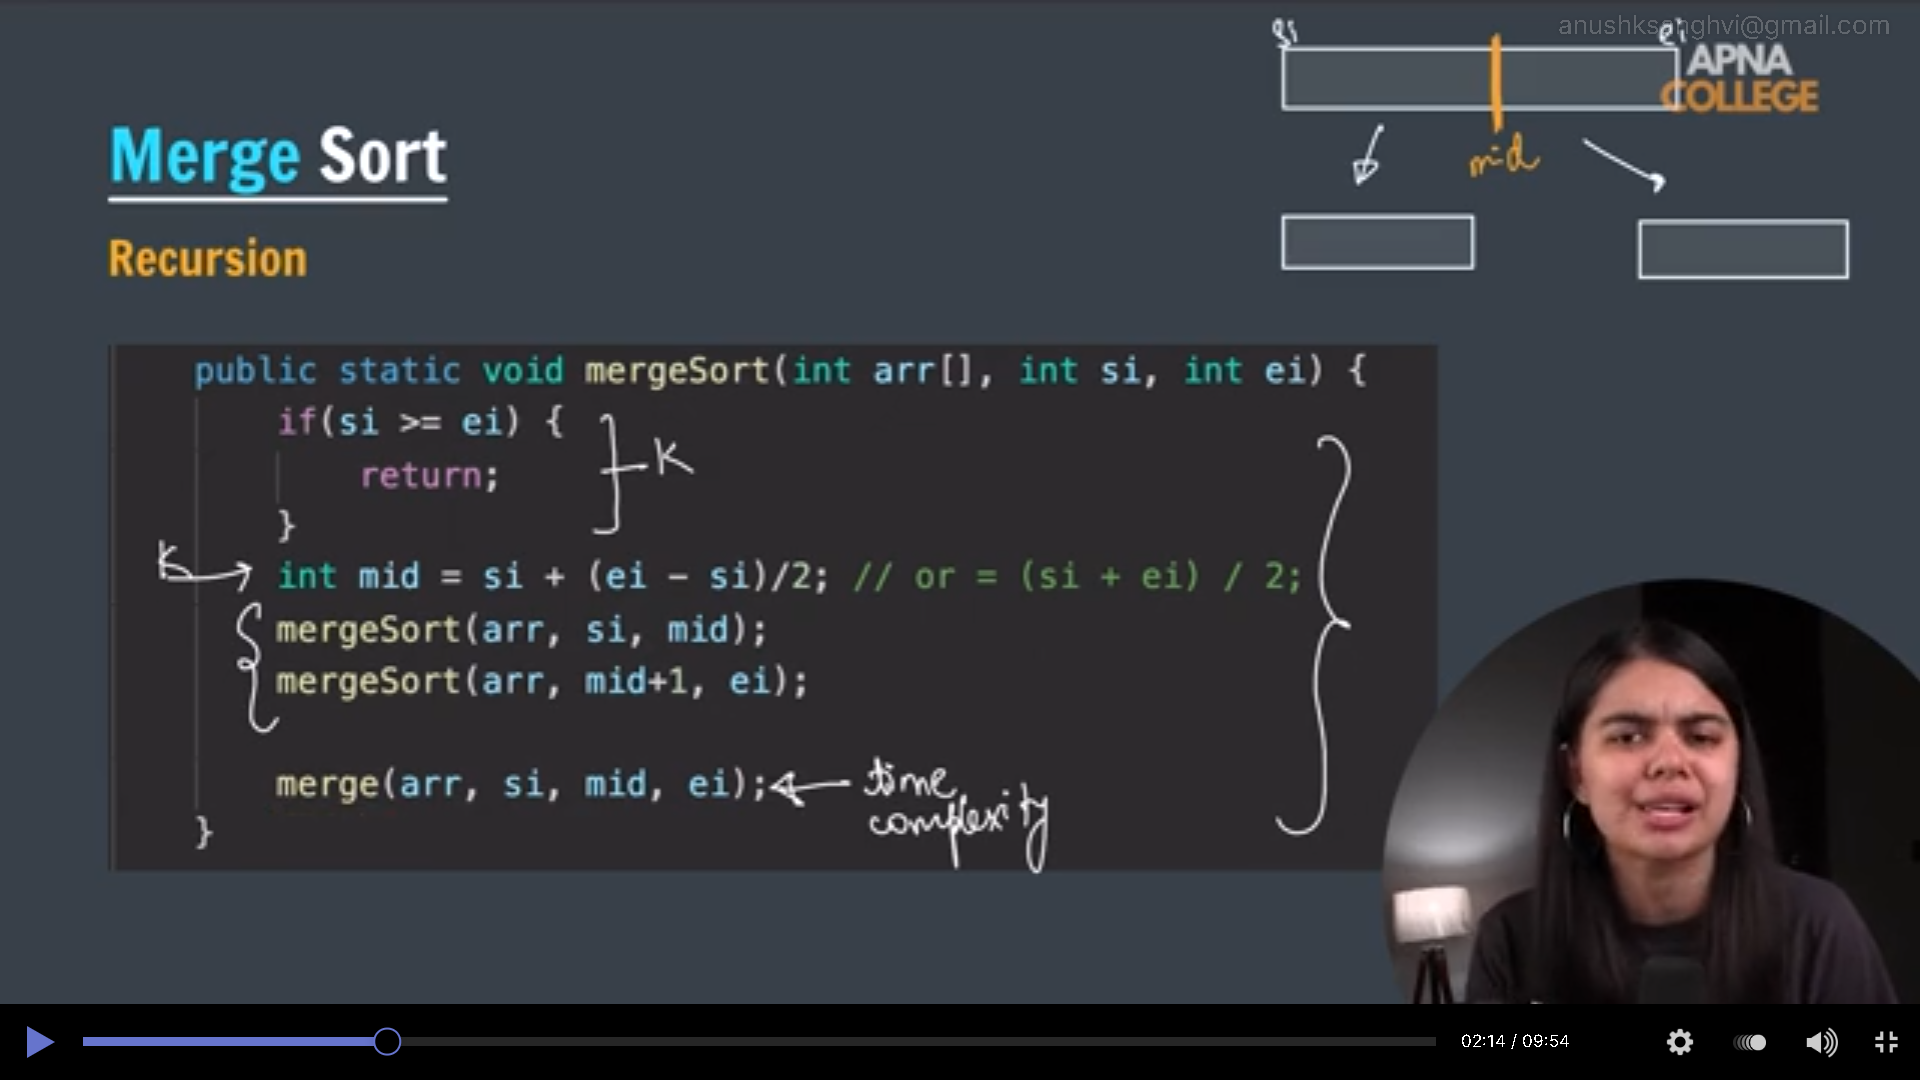 anushksanghvi@gmail.com
si
ei
APNA
COLLEGE
mid
Merge Sort
Recursion
public static void mergeSort(int arr[], int si, int ei) {
if(si >= ei) {
K
return;
}
K
int mid = si + (ei - si)/2; // or = (si + ei) / 2;
mergeSort(arr, si, mid);
mergeSort(arr, mid+1, ei);
merge(arr, si, mid, ei);
time
complexity
}
02:14 / 09:54